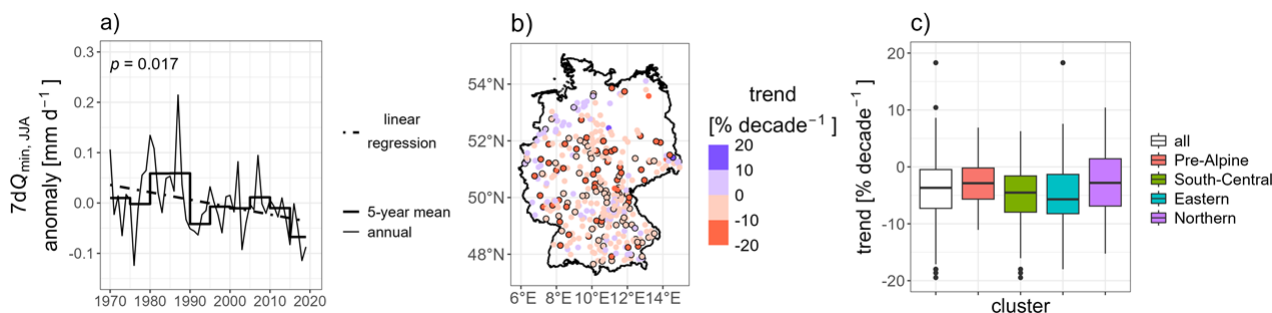 a)
7dQmin, JJA
anomaly [mm d⁻¹]
0.3
0.2
0.1
0.0
-0.1
p = 0.017
1970 1980 1990 2000 2010 2020
linear
regression
5-year mean
annual
b)
54°N
52°N
50°N
48°N
6°E 8°E 10°E 12°E 14°E
trend
[% decade⁻¹ ]
20
10
0
-10
-20
c)
trend [% decade⁻¹ ]
20
10
0
-10
-20
cluster
all
Pre-Alpine
South-Central
Eastern
Northern